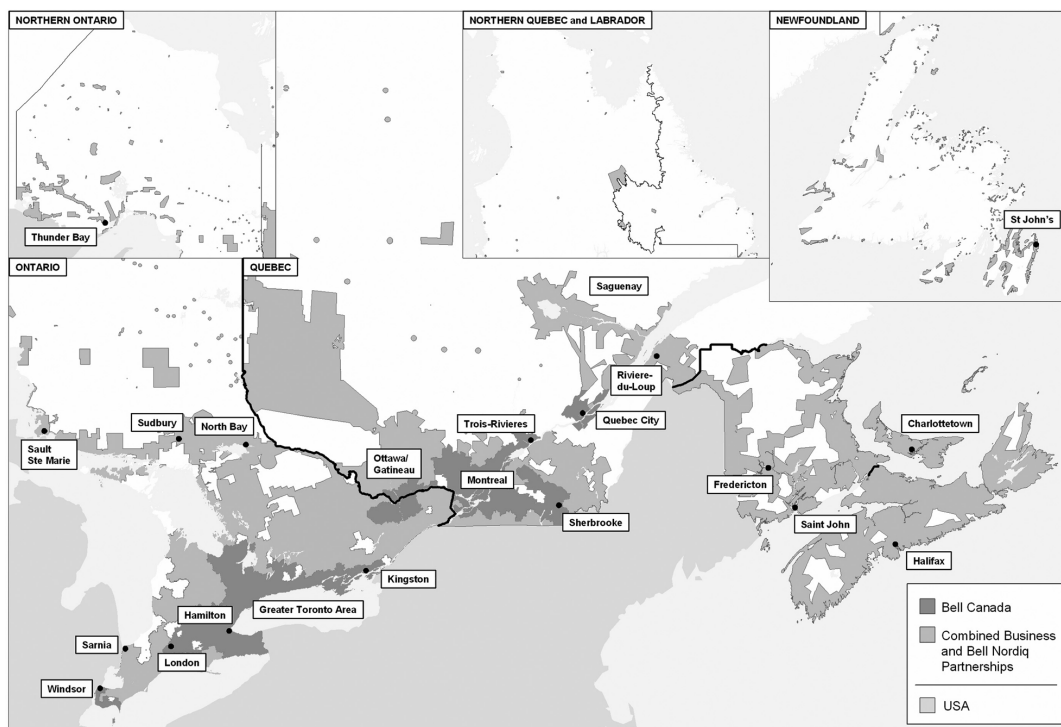 NORTHERN ONTARIO
NORTHERN QUEBEC and LABRADOR
NEWFOUNDLAND
Thunder Bay
St John's
ONTARIO
QUEBEC
Saguenay
Riviere-
du-Loup
Sudbury
North Bay
Trois-Rivieres
Quebec City
Charlottetown
Sault
Ste Marie
Ottawa/
Gatineau
Montreal
Fredericton
Sherbrooke
Saint John
Halifax
Kingston
Greater Toronto Area
Hamilton
Sarnia
London
Windsor
Bell Canada
Combined Business
and Bell Nordiq
Partnerships
USA